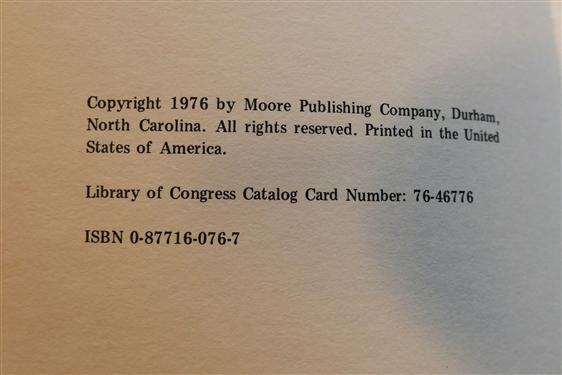 Copyright 1976 by Moore Publishing Company, Durham,
North Carolina. All rights reserved. Printed in the United
States of America.
Library of Congress Catalog Card Number: 76-46776
ISBN 0-87716-076-7